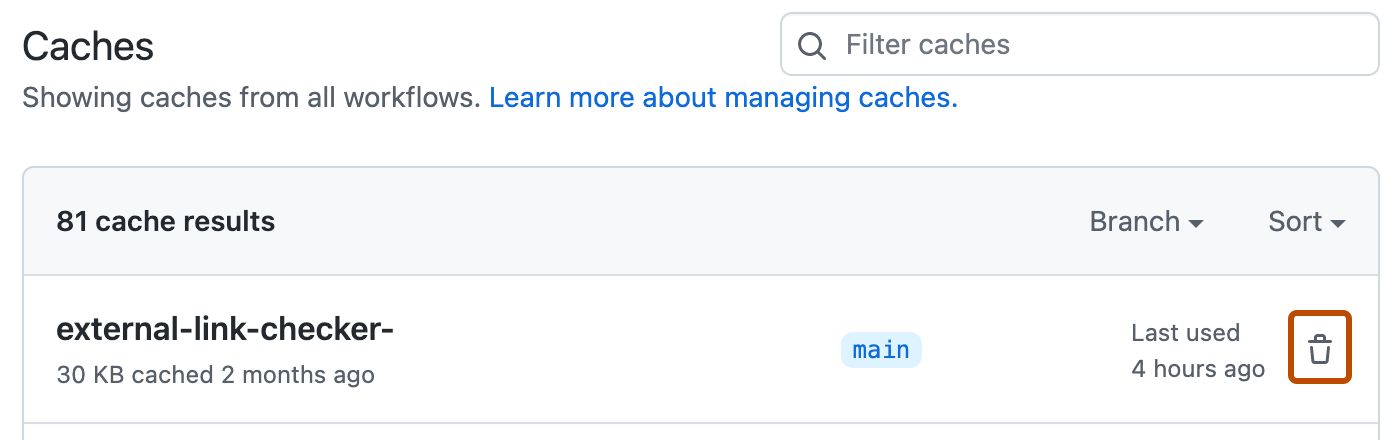 Caches
Filter caches
Showing caches from all workflows. Learn more about managing caches.
81 cache results
Branch
Sort
external-link-checker-
30 KB cached 2 months ago
main
Last used
4 hours ago